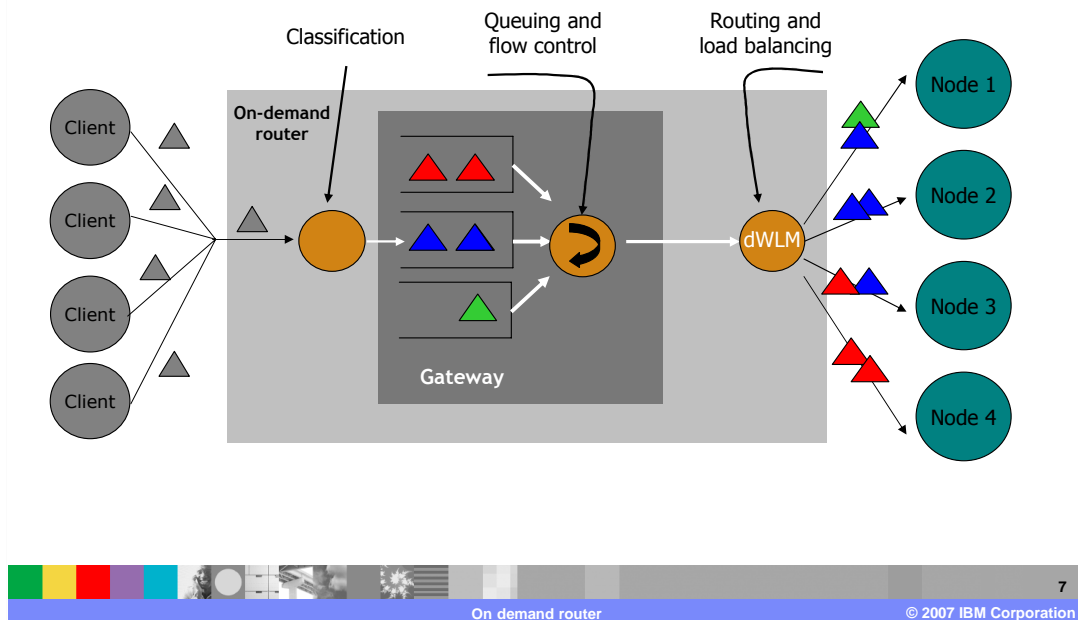 Classification
Queuing and
flow control
Routing and
load balancing
On-demand
router
Client
Client
Client
Client
Gateway
dWLM
Node 1
Node 2
Node 3
Node 4
7
On demand router
© 2007 IBM Corporation